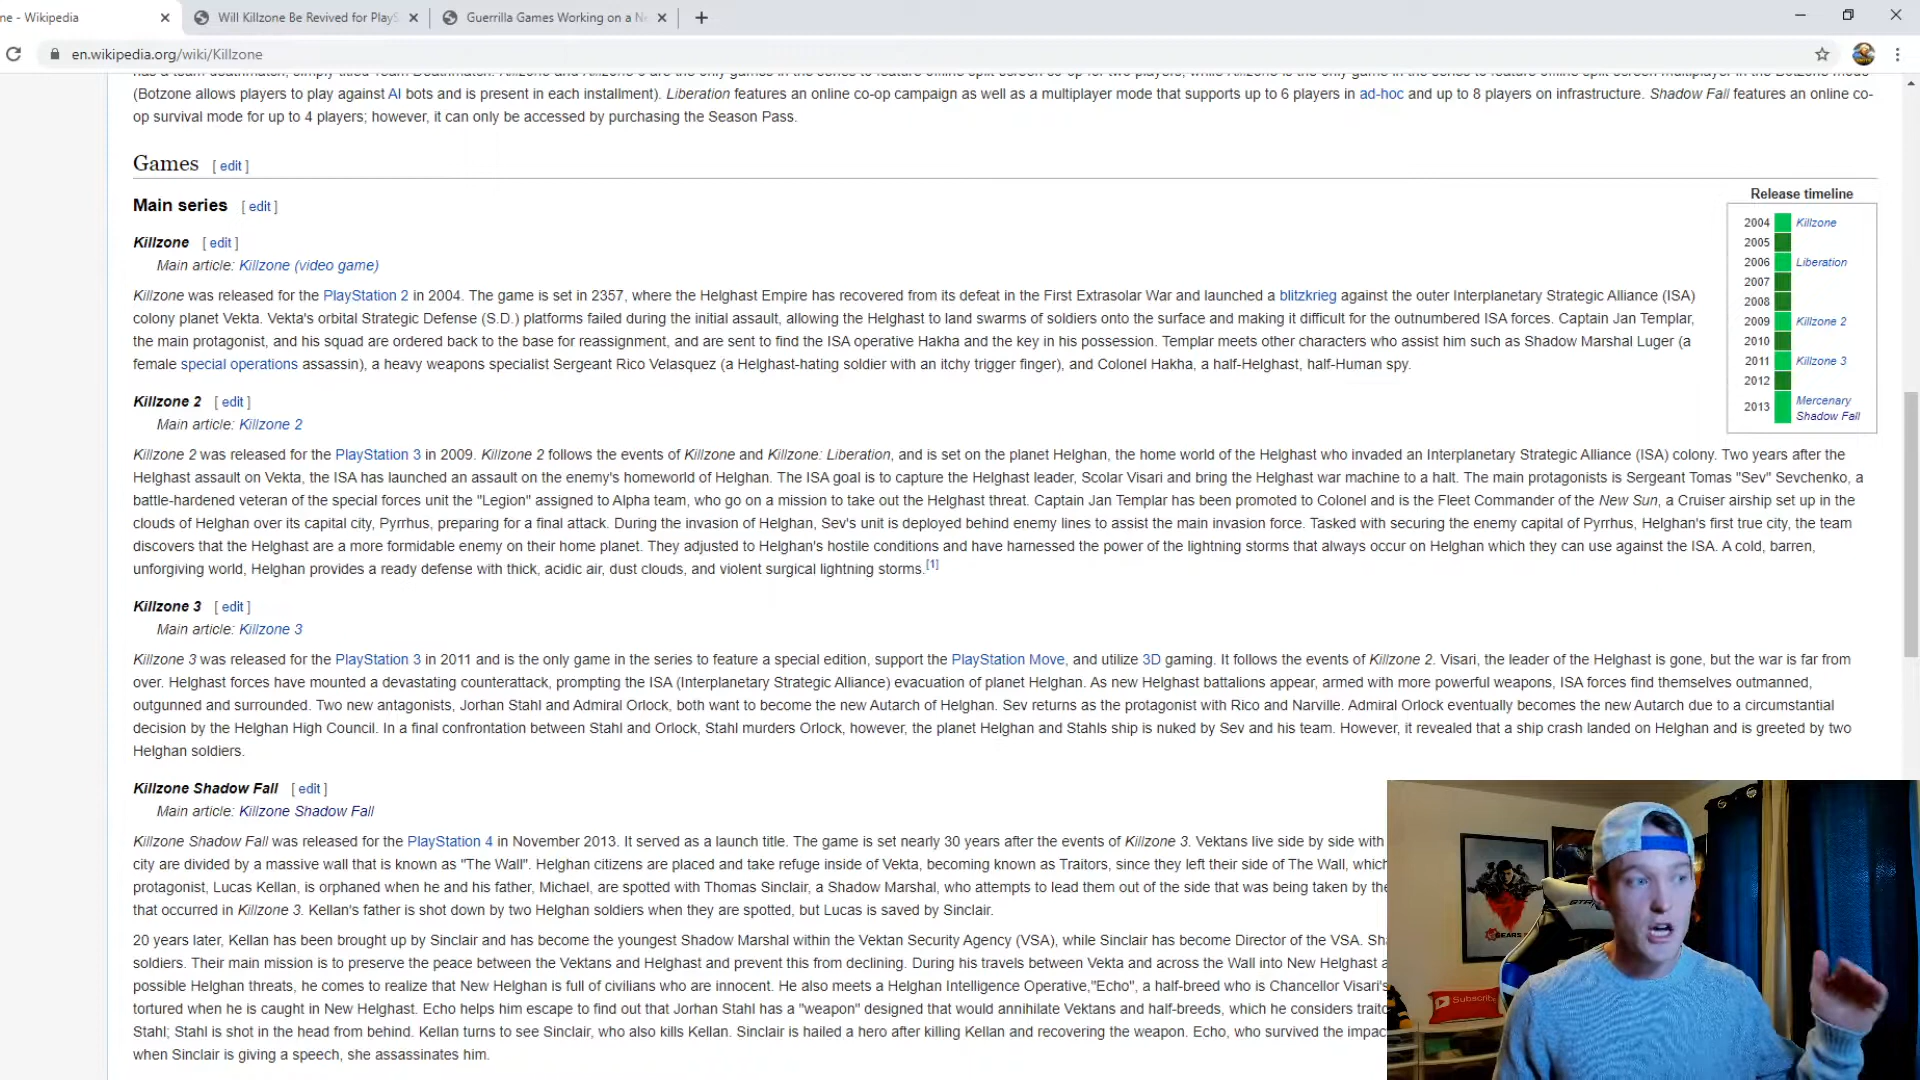 ne - Wikipedia
Will Killzone Be Revived for PlayS
Guerrilla Games Working on a N
en.wikipedia.org/wiki/Killzone
(Botzone allows players to play against AI bots and is present in each installment). Liberation features an online co-op campaign as well as a multiplayer mode that supports up to 6 players in ad-hoc and up to 8 players on infrastructure. Shadow Fall features an online co-
op survival mode for up to 4 players; however, it can only be accessed by purchasing the Season Pass.
Games [ edit ]
Main series [ edit ]
Killzone [ edit ]
Main article: Killzone (video game)
Killzone was released for the PlayStation 2 in 2004. The game is set in 2357, where the Helghast Empire has recovered from its defeat in the First Extrasolar War and launched a blitzkrieg against the outer Interplanetary Strategic Alliance (ISA)
colony planet Vekta. Vekta's orbital Strategic Defense (S.D.) platforms failed during the initial assault, allowing the Helghast to land swarms of soldiers onto the surface and making it difficult for the outnumbered ISA forces. Captain Jan Templar,
the main protagonist, and his squad are ordered back to the base for reassignment, and are sent to find the ISA operative Hakha and the key in his possession. Templar meets other characters who assist him such as Shadow Marshal Luger (a
female special operations assassin), a heavy weapons specialist Sergeant Rico Velasquez (a Helghast-hating soldier with an itchy trigger finger), and Colonel Hakha, a half-Helghast, half-Human spy.
Release timeline
2004 Killzone
2005
2006 Liberation
2007
2008
2009 Killzone 2
2010
2011 Killzone 3
2012
2013 Mercenary
Shadow Fall
Killzone 2 [ edit ]
Main article: Killzone 2
Killzone 2 was released for the PlayStation 3 in 2009. Killzone 2 follows the events of Killzone and Killzone: Liberation, and is set on the planet Helghan, the home world of the Helghast who invaded an Interplanetary Strategic Alliance (ISA) colony. Two years after the
Helghast assault on Vekta, the ISA has launched an assault on the enemy's homeworld of Helghan. The ISA goal is to capture the Helghast leader, Scolar Visari and bring the Helghast war machine to a halt. The main protagonists is Sergeant Tomas "Sev" Sevchenko, a
battle-hardened veteran of the special forces unit the "Legion" assigned to Alpha team, who go on a mission to take out the Helghast threat. Captain Jan Templar has been promoted to Colonel and is the Fleet Commander of the New Sun, a Cruiser airship set up in the
clouds of Helghan over its capital city, Pyrrhus, preparing for a final attack. During the invasion of Helghan, Sev's unit is deployed behind enemy lines to assist the main invasion force. Tasked with securing the enemy capital of Pyrrhus, Helghan's first true city, the team
discovers that the Helghast are a more formidable enemy on their home planet. They adjusted to Helghan's hostile conditions and have harnessed the power of the lightning storms that always occur on Helghan which they can use against the ISA. A cold, barren,
unforgiving world, Helghan provides a ready defense with thick, acidic air, dust clouds, and violent surgical lightning storms.[1]
Killzone 3 [ edit ]
Main article: Killzone 3
Killzone 3 was released for the PlayStation 3 in 2011 and is the only game in the series to feature a special edition, support the PlayStation Move, and utilize 3D gaming. It follows the events of Killzone 2. Visari, the leader of the Helghast is gone, but the war is far from
over. Helghast forces have mounted a devastating counterattack, prompting the ISA (Interplanetary Strategic Alliance) evacuation of planet Helghan. As new Helghast battalions appear, armed with more powerful weapons, ISA forces find themselves outmanned,
outgunned and surrounded. Two new antagonists, Jorhan Stahl and Admiral Orlock, both want to become the new Autarch of Helghan. Sev returns as the protagonist with Rico and Narville. Admiral Orlock eventually becomes the new Autarch due to a circumstantial
decision by the Helghan High Council. In a final confrontation between Stahl and Orlock, Stahl murders Orlock, however, the planet Helghan and Stahls ship is nuked by Sev and his team. However, it revealed that a ship crash landed on Helghan and is greeted by two
Helghan soldiers.
Killzone Shadow Fall [ edit ]
Main article: Killzone Shadow Fall
Killzone Shadow Fall was released for the PlayStation 4 in November 2013. It served as a launch title. The game is set nearly 30 years after the events of Killzone 3. Vektans live side by side with
city are divided by a massive wall that is known as "The Wall". Helghan citizens are placed and take refuge inside of Vekta, becoming known as Traitors, since they left their side of The Wall, which
protagonist, Lucas Kellan, is orphaned when he and his father, Michael, are spotted with Thomas Sinclair, a Shadow Marshal, who attempts to lead them out of the side that was being taken by the
that occurred in Killzone 3. Kellan's father is shot down by two Helghan soldiers when they are spotted, but Lucas is saved by Sinclair.
20 years later, Kellan has been brought up by Sinclair and has become the youngest Shadow Marshal within the Vektan Security Agency (VSA), while Sinclair has become Director of the VSA. Sh
soldiers. Their main mission is to preserve the peace between the Vektans and Helghast and prevent this from declining. During his travels between Vekta and across the Wall into New Helghast a
possible Helghan threats, he comes to realize that New Helghan is full of civilians who are innocent. He also meets a Helghan Intelligence Operative,"Echo", a half-breed who is Chancellor Visari's
tortured when he is caught in New Helghast. Echo helps him escape to find out that Jorhan Stahl has a "weapon" designed that would annihilate Vektans and half-breeds, which he considers traito
Stahl; Stahl is shot in the head from behind. Kellan turns to see Sinclair, who also kills Kellan. Sinclair is hailed a hero after killing Kellan and recovering the weapon. Echo, who survived the impac
when Sinclair is giving a speech, she assassinates him.
GEARS
Subscribe